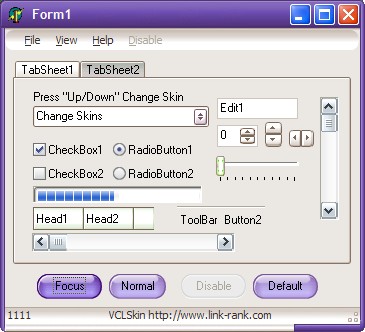 Form1
File View Help Disable
TabSheet1 TabSheet2
Press "Up/Down" Change Skin
Edit1
Change Skins
0
CheckBox1 RadioButton1
CheckBox2 RadioButton2
Head1 Head2
ToolBar Button2
Focus Normal Disable Default
1111 VCLSkin http://www.link-rank.com